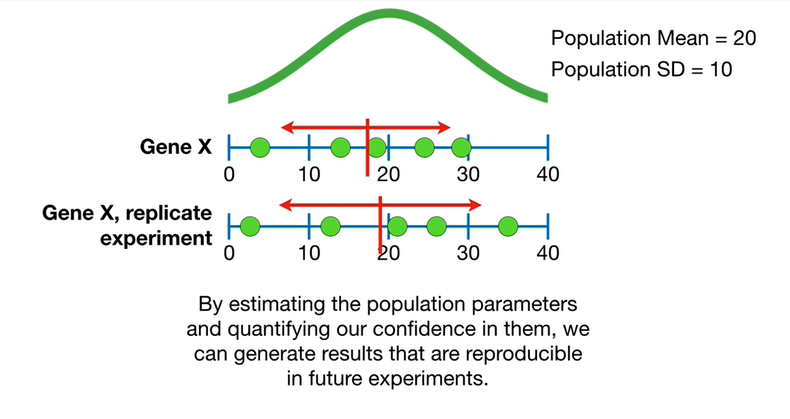 Population Mean = 20
Population SD = 10
Gene X
0 10 20 30 40
Gene X, replicate
experiment
0 10 20 30 40
By estimating the population parameters
and quantifying our confidence in them, we
can generate results that are reproducible
in future experiments.